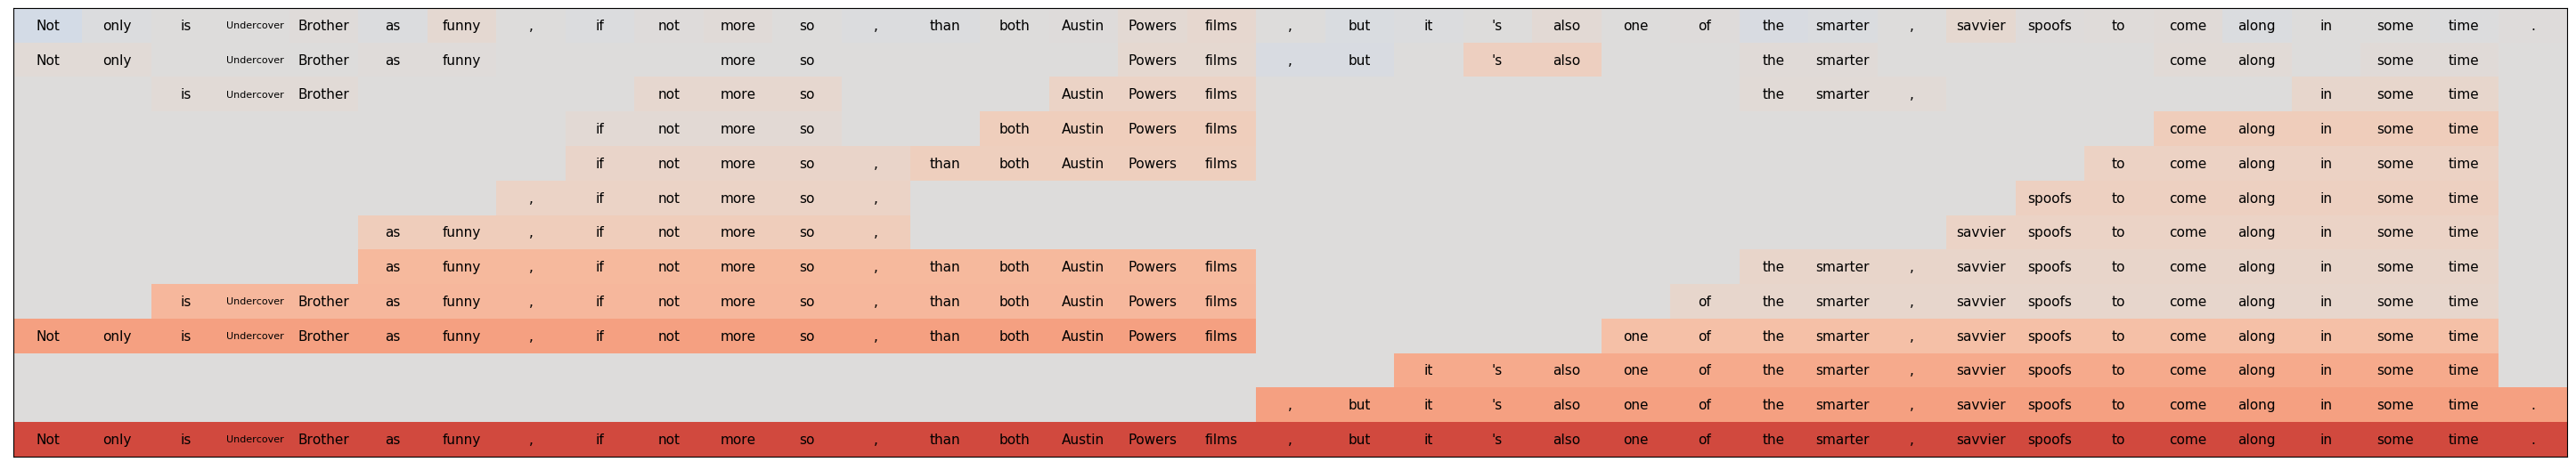 Not only is Undercover Brother as funny , if not more so , than both Austin Powers films , but it 's also one of the smarter , savvier spoofs to come along in some time .
Not only Undercover Brother as funny more so Powers films , but 's also the smarter come along some time
is Undercover Brother not more so Austin Powers films the smarter , in some time
if not more so both Austin Powers films come along in some time
if not more so , than both Austin Powers films to come along in some time
, if not more so , spoofs to come along in some time
as funny , if not more so , savvier spoofs to come along in some time
as funny , if not more so , than both Austin Powers films the smarter , savvier spoofs to come along in some time
is Undercover Brother as funny , if not more so , than both Austin Powers films of the smarter , savvier spoofs to come along in some time
Not only is Undercover Brother as funny , if not more so , than both Austin Powers films one of the smarter , savvier spoofs to come along in some time
it 's also one of the smarter , savvier spoofs to come along in some time
, but it 's also one of the smarter , savvier spoofs to come along in some time .
Not only is Undercover Brother as funny , if not more so , than both Austin Powers films , but it 's also one of the smarter , savvier spoofs to come along in some time .